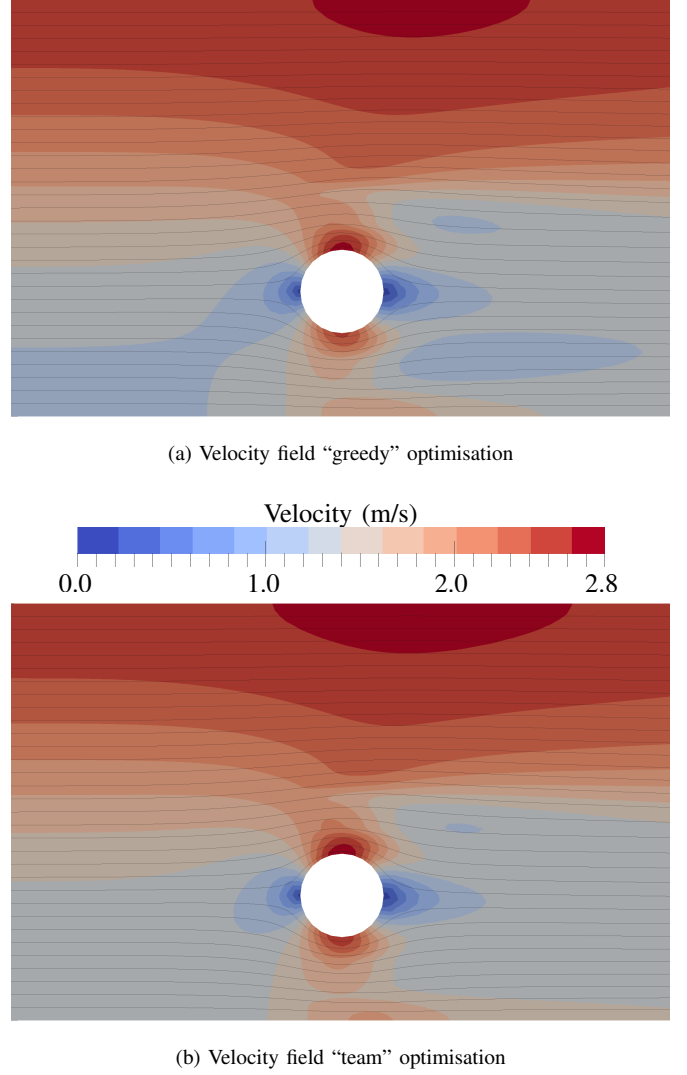 (a) Velocity field “greedy” optimisation
Velocity (m/s)
0.0 1.0 2.0 2.8
(b) Velocity field “team” optimisation